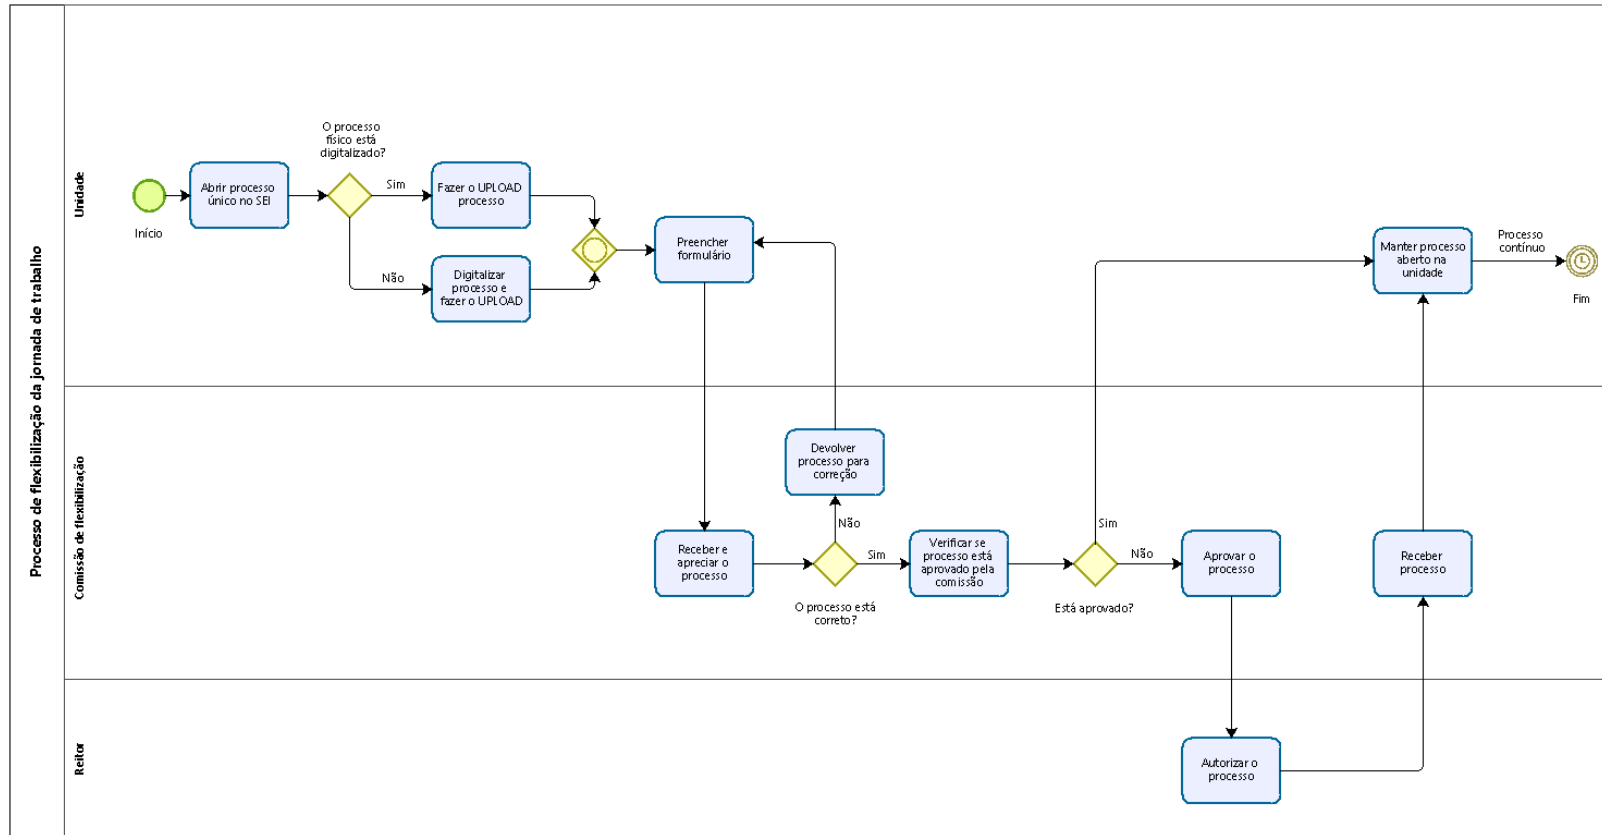 Processo de flexibilização da jornada de trabalho
Unidade
O processo
físico está
digitalizado?
Início
Abrir processo
único no SEI
Sim
Fazer o UPLOAD
processo
Não
Digitalizar
processo e
fazer o UPLOAD
Preencher
formulário
Manter processo
aberto na
unidade
Processo
contínuo
Fim
Comissão de flexibilização
Devolver
processo para
correção
Não
Receber e
apreciar o
processo
Sim
O processo está
correto?
Verificar se
processo está
aprovado pela
comissão
Sim
Não
Está aprovado?
Aprovar o
processo
Receber
processo
Reitor
Autorizar o
processo